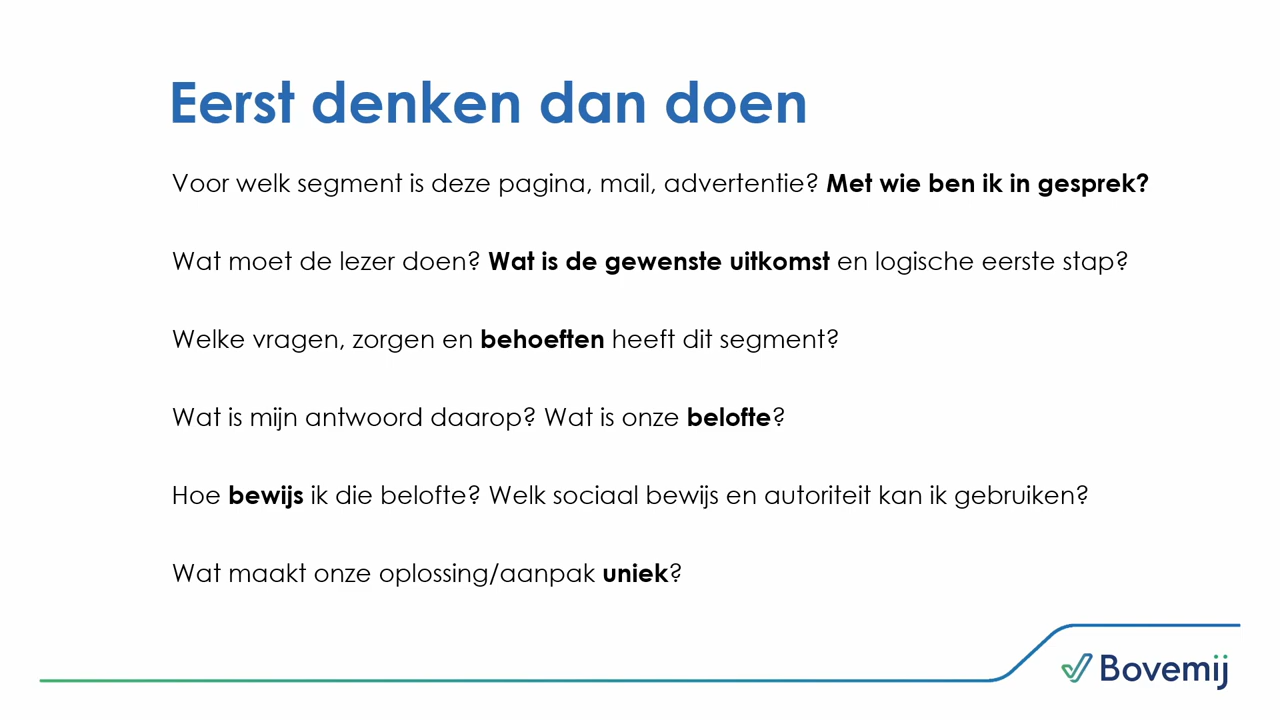 Eerst denken dan doen
Voor welk segment is deze pagina, mail, advertentie? Met wie ben ik in gesprek?
Wat moet de lezer doen? Wat is de gewenste uitkomst en logische eerste stap?
Welke vragen, zorgen en behoeften heeft dit segment?
Wat is mijn antwoord daarop? Wat is onze belofte?
Hoe bewijs ik die belofte? Welk sociaal bewijs en autoriteit kan ik gebruiken?
Wat maakt onze oplossing/aanpak uniek?
Bovemij